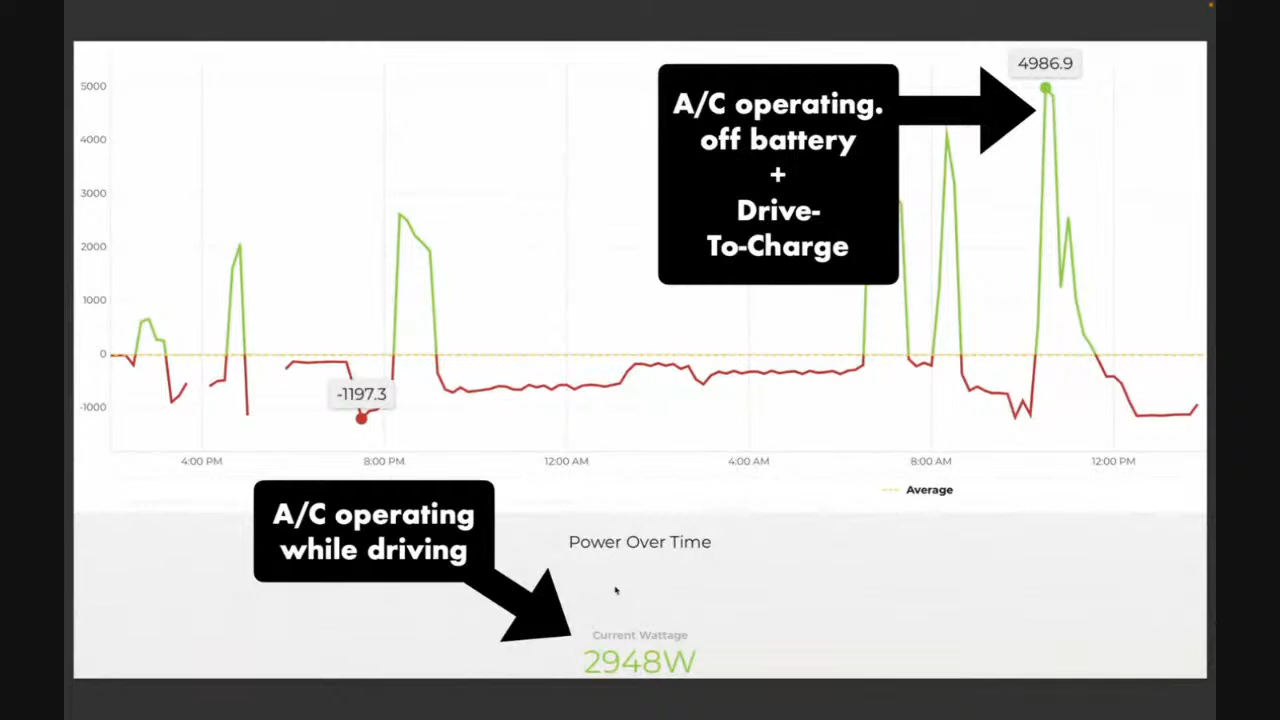 4986.9
A/C operating.
off battery
+
Drive-
To-Charge
5000
4000
3000
2000
1000
0
-1000
-1197.3
4:00 PM
8:00 PM
12:00 AM
4:00 AM
8:00 AM
12:00 PM
Average
A/C operating
while driving
Power Over Time
Current Wattage
2948W